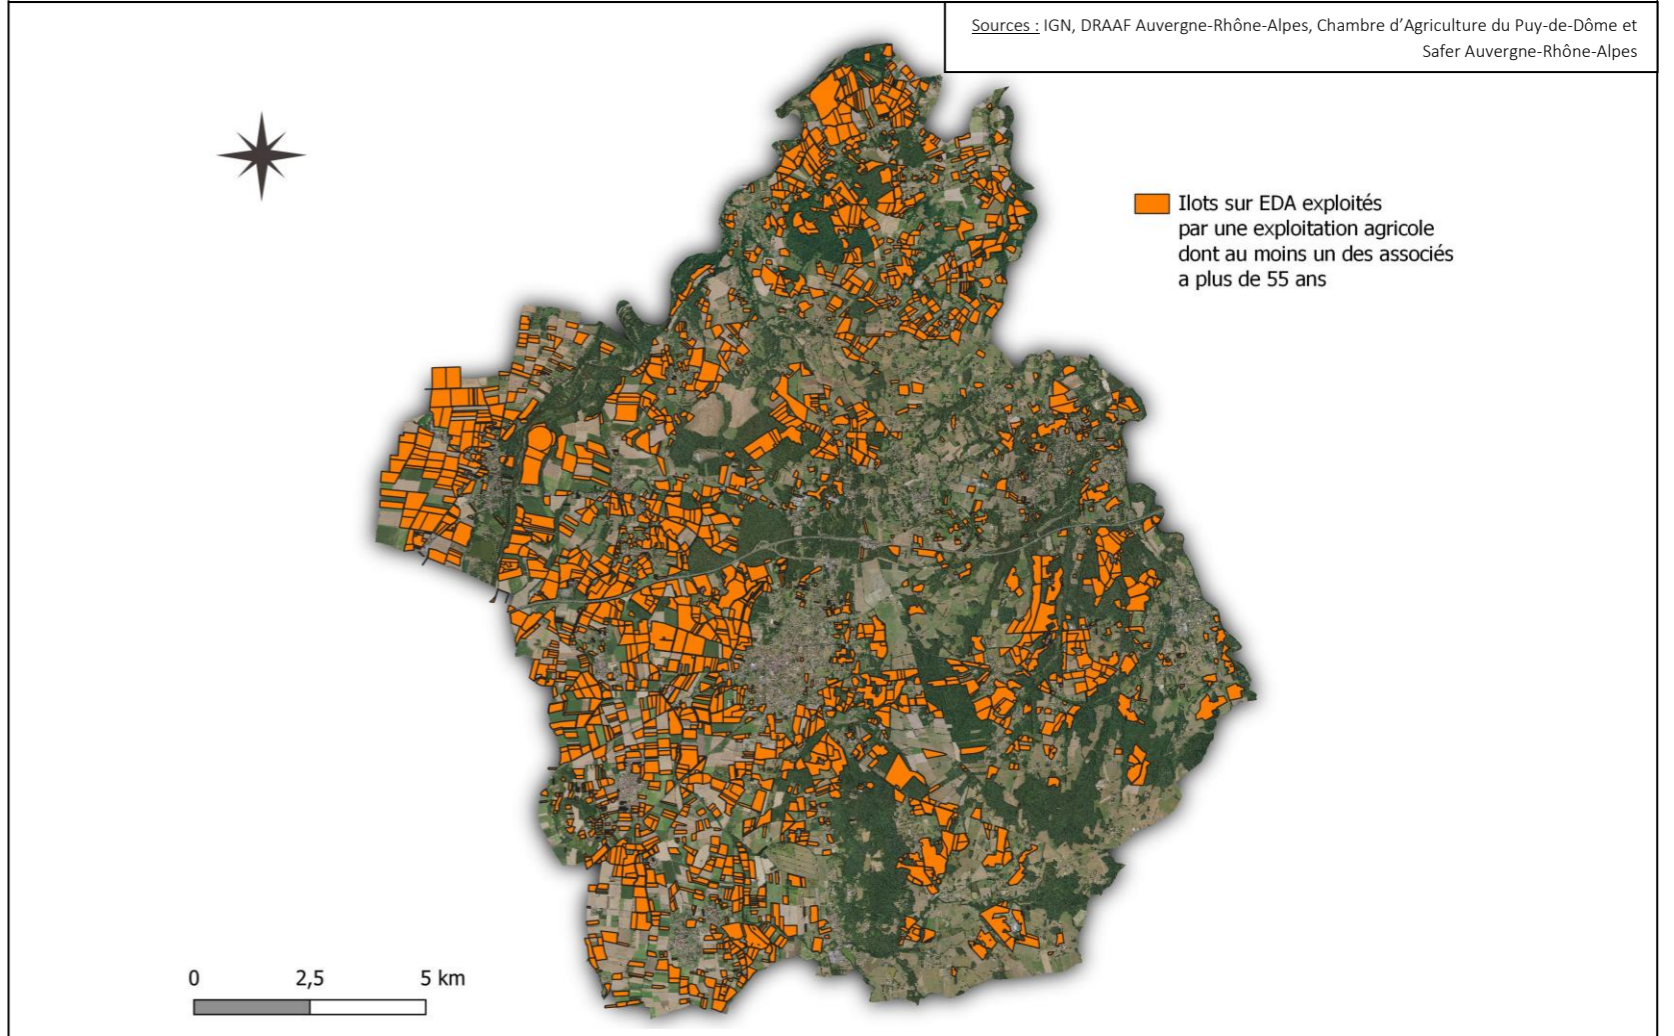 Sources : IGN, DRAAF Auvergne-Rhône-Alpes, Chambre d’Agriculture du Puy-de-Dôme et
Safer Auvergne-Rhône-Alpes
Ilots sur EDA exploités
par une exploitation agricole
dont au moins un des associés
a plus de 55 ans
0 2,5 5 km